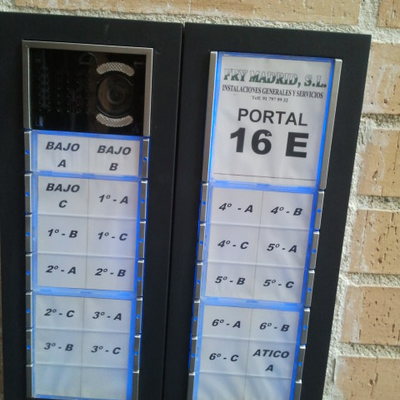 BAJO A
BAJO B
BAJO C
1º - A
1º - B
1º - C
2º - A
2º - B
2º - C
3º - A
3º - B
3º - C
FRY MADRID, S.L.
INSTALACIONES GENERALES Y SERVICIOS
PORTAL
16 E
4º - A
4º - B
4º - C
5º - A
5º - B
5º - C
6º - A
6º - B
6º - C
ATICO A